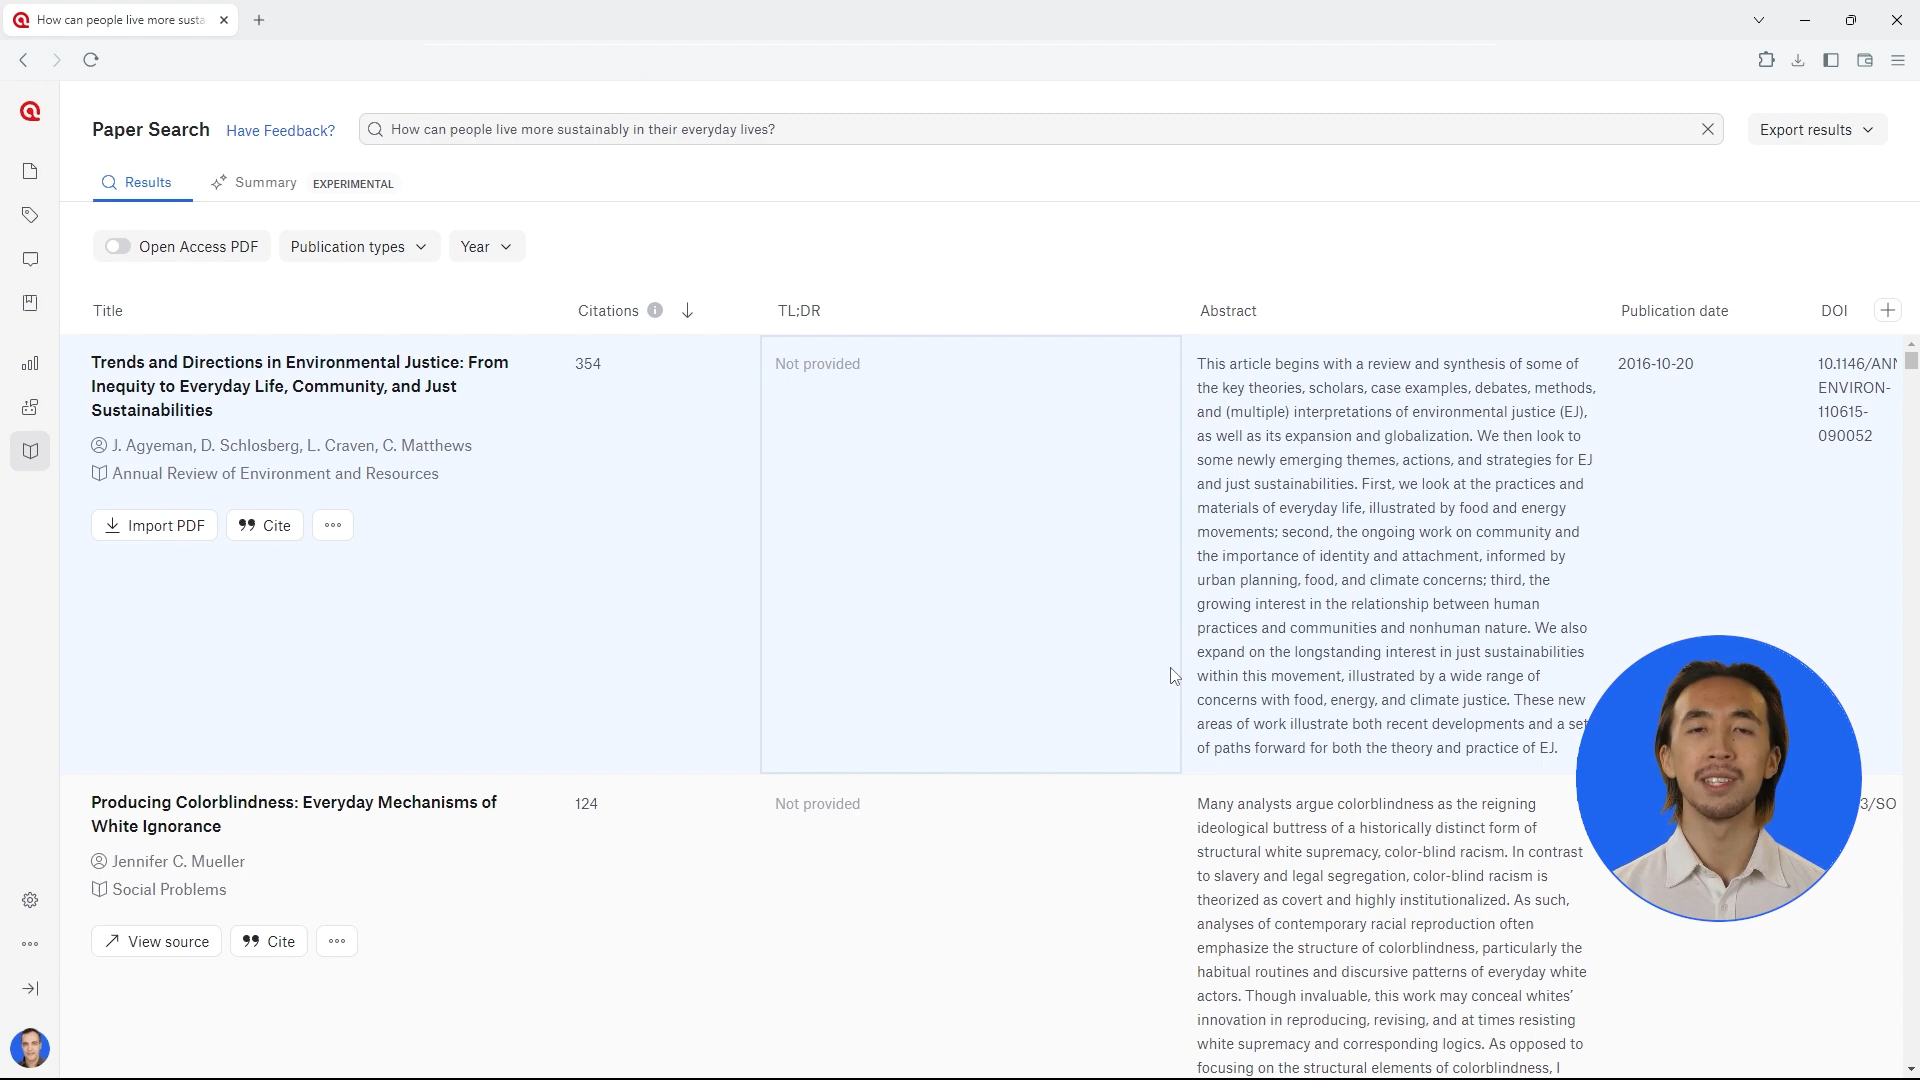 How can people live more susta
Paper Search
Have Feedback?
How can people live more sustainably in their everyday lives?
Export results
Results
Summary
EXPERIMENTAL
Open Access PDF
Publication types
Year
Title
Citations
TL;DR
Abstract
Publication date
DOI
Trends and Directions in Environmental Justice: From
Inequity to Everyday Life, Community, and Just
Sustainabilities
J. Agyeman, D. Schlosberg, L. Craven, C. Matthews
Annual Review of Environment and Resources
Import PDF
Cite
354
Not provided
This article begins with a review and synthesis of some of
the key theories, scholars, case examples, debates, methods,
and (multiple) interpretations of environmental justice (EJ),
as well as its expansion and globalization. We then look to
some newly emerging themes, actions, and strategies for EJ
and just sustainabilities. First, we look at the practices and
materials of everyday life, illustrated by food and energy
movements; second, the ongoing work on community and
the importance of identity and attachment, informed by
urban planning, food, and climate concerns; third, the
growing interest in the relationship between human
practices and communities and nonhuman nature. We also
expand on the longstanding interest in just sustainabilities
within this movement, illustrated by a wide range of
concerns with food, energy, and climate justice. These new
areas of work illustrate both recent developments and a set
of paths forward for both the theory and practice of EJ.
2016-10-20
10.1146/ANN
ENVIRON-
110615-
090052
Producing Colorblindness: Everyday Mechanisms of
White Ignorance
Jennifer C. Mueller
Social Problems
View source
Cite
124
Not provided
Many analysts argue colorblindness as the reigning
ideological buttress of a historically distinct form of
structural white supremacy, color-blind racism. In contrast
to slavery and legal segregation, color-blind racism is
theorized as covert and highly institutionalized. As such,
analyses of contemporary racial reproduction often
emphasize the structure of colorblindness, particularly the
habitual routines and discursive patterns of everyday white
actors. Though invaluable, this work may conceal whites'
innovation in reproducing, revising, and at times resisting
white supremacy and corresponding logics. As opposed to
focusing on the structural elements of colorblindness, I
3/SO